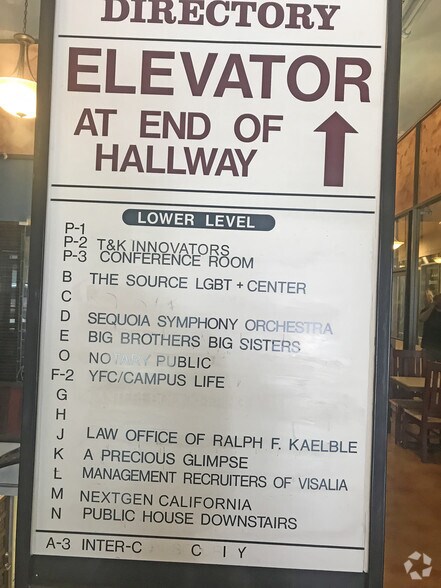 DIRECTORY
ELEVATOR
AT END OF
HALLWAY
LOWER LEVEL
P-1
P-2 T&K INNOVATORS
P-3 CONFERENCE ROOM
B THE SOURCE LGBT + CENTER
C
D SEQUOIA SYMPHONY ORCHESTRA
E BIG BROTHERS BIG SISTERS
O NOTARY PUBLIC
F-2 YFC/CAMPUS LIFE
G
H
J LAW OFFICE OF RALPH F. KAELBLE
K A PRECIOUS GLIMPSE
L MANAGEMENT RECRUITERS OF VISALIA
M NEXTGEN CALIFORNIA
N PUBLIC HOUSE DOWNSTAIRS
A-3 INTER-C C I Y